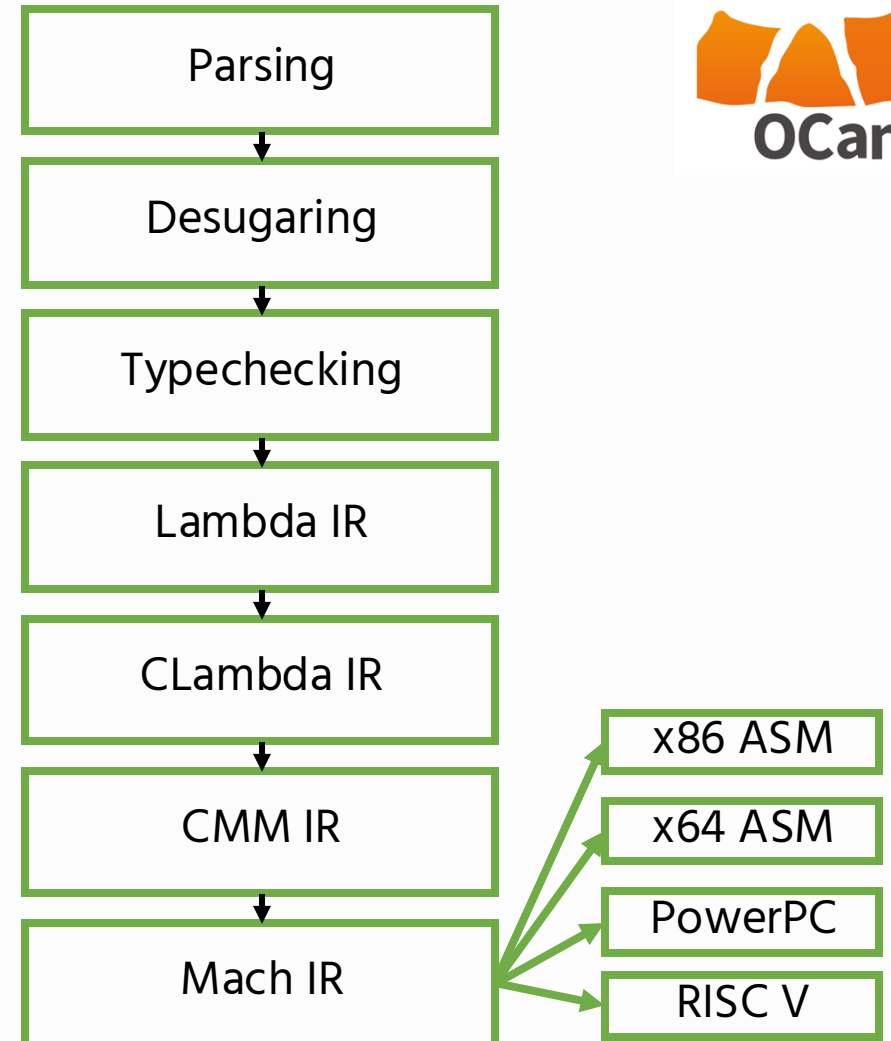 Parsing
Desugaring
Typechecking
Lambda IR
CLambda IR
CMM IR
Mach IR
x86 ASM
x64 ASM
PowerPC
RISC V